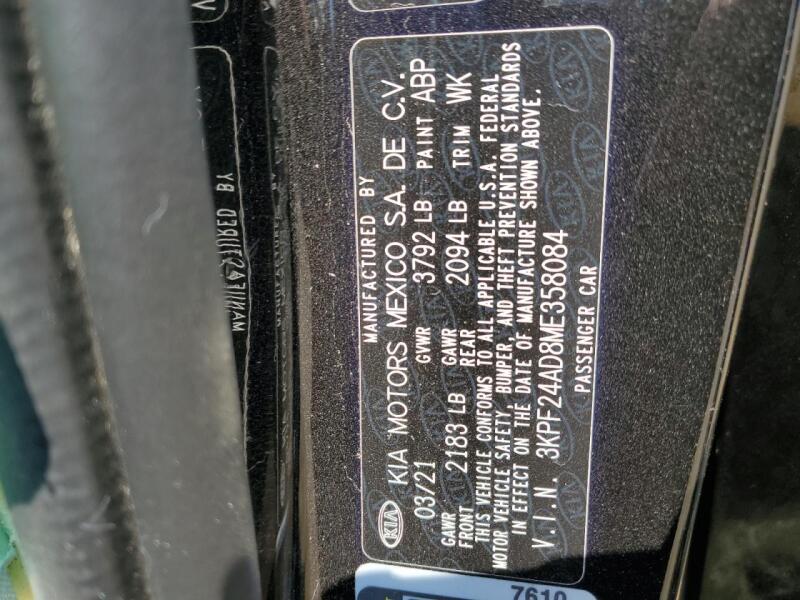 MANUFACTURED BY
KIA KIA MOTORS MEXICO S.A. DE C.V.
03/21 GVWR 3792 LB PAINT ABP
GAWR FRONT 2183 LB GAWR REAR 2094 LB TRIM WK
THIS VEHICLE CONFORMS TO ALL APPLICABLE U.S.A. FEDERAL
MOTOR VEHICLE SAFETY, BUMPER, AND THEFT PREVENTION STANDARDS
IN EFFECT ON THE DATE OF MANUFACTURE SHOWN ABOVE.
V.I.N. 3KPF24AD8ME358084
PASSENGER CAR
7610